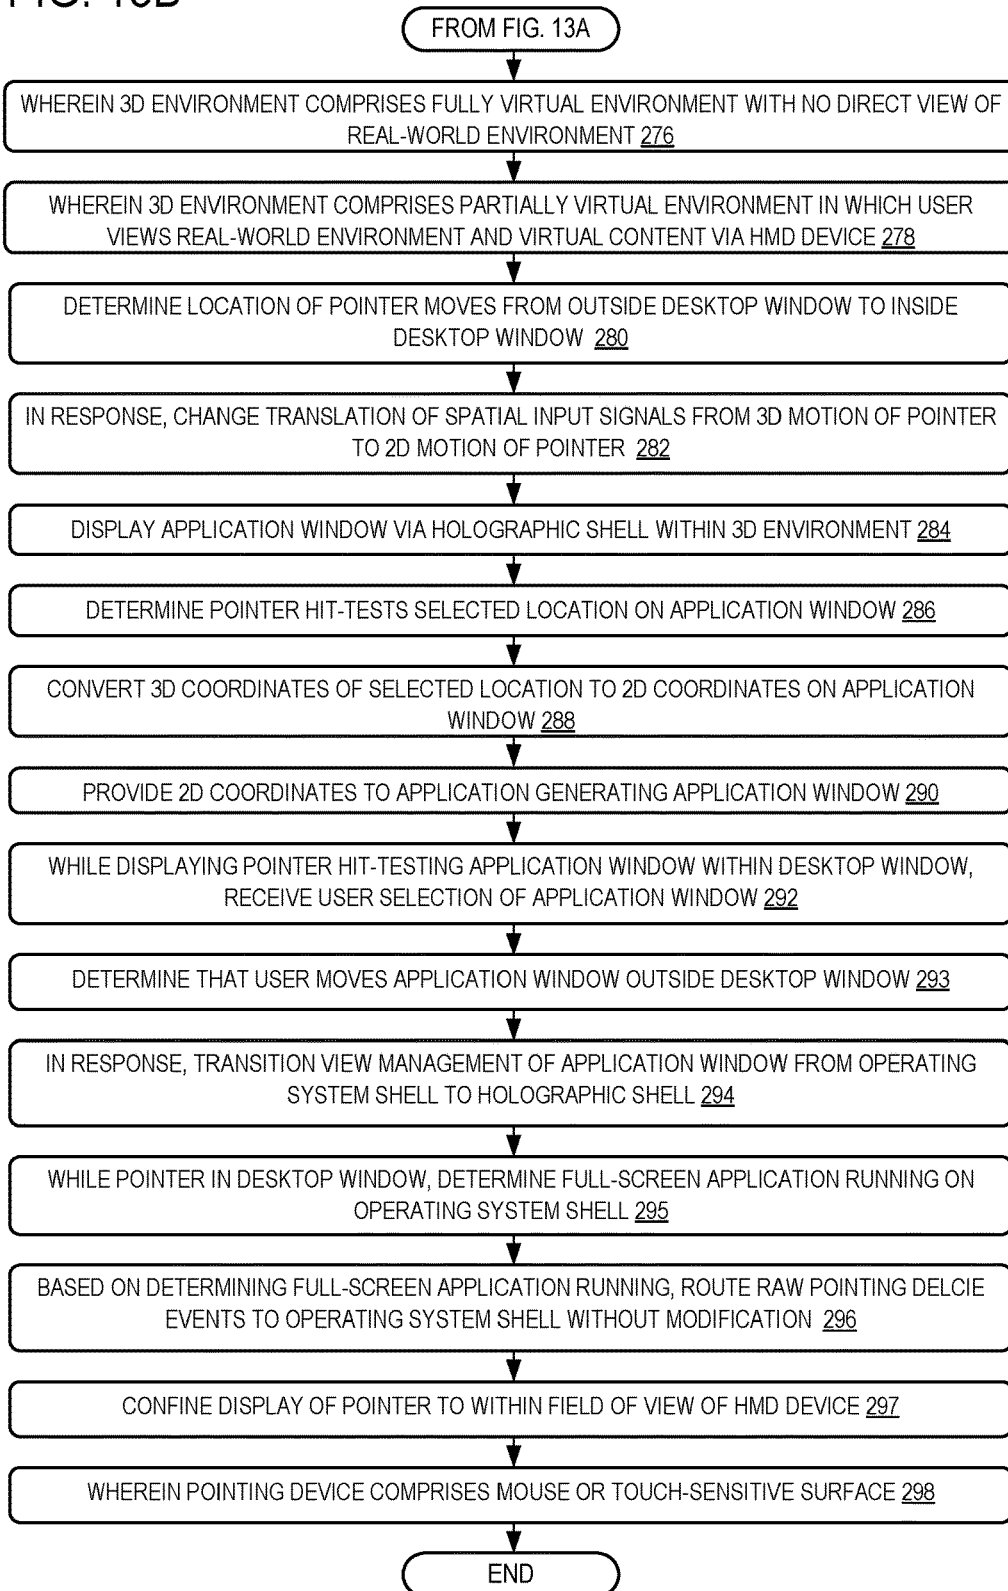 FROM FIG. 13A
WHEREIN 3D ENVIRONMENT COMPRISES FULLY VIRTUAL ENVIRONMENT WITH NO DIRECT VIEW OF
REAL-WORLD ENVIRONMENT 276
WHEREIN 3D ENVIRONMENT COMPRISES PARTIALLY VIRTUAL ENVIRONMENT IN WHICH USER
VIEWS REAL-WORLD ENVIRONMENT AND VIRTUAL CONTENT VIA HMD DEVICE 278
DETERMINE LOCATION OF POINTER MOVES FROM OUTSIDE DESKTOP WINDOW TO INSIDE
DESKTOP WINDOW 280
IN RESPONSE, CHANGE TRANSLATION OF SPATIAL INPUT SIGNALS FROM 3D MOTION OF POINTER
TO 2D MOTION OF POINTER 282
DISPLAY APPLICATION WINDOW VIA HOLOGRAPHIC SHELL WITHIN 3D ENVIRONMENT 284
DETERMINE POINTER HIT-TESTS SELECTED LOCATION ON APPLICATION WINDOW 286
CONVERT 3D COORDINATES OF SELECTED LOCATION TO 2D COORDINATES ON APPLICATION
WINDOW 288
PROVIDE 2D COORDINATES TO APPLICATION GENERATING APPLICATION WINDOW 290
WHILE DISPLAYING POINTER HIT-TESTING APPLICATION WINDOW WITHIN DESKTOP WINDOW,
RECEIVE USER SELECTION OF APPLICATION WINDOW 292
DETERMINE THAT USER MOVES APPLICATION WINDOW OUTSIDE DESKTOP WINDOW 293
IN RESPONSE, TRANSITION VIEW MANAGEMENT OF APPLICATION WINDOW FROM OPERATING
SYSTEM SHELL TO HOLOGRAPHIC SHELL 294
WHILE POINTER IN DESKTOP WINDOW, DETERMINE FULL-SCREEN APPLICATION RUNNING ON
OPERATING SYSTEM SHELL 295
BASED ON DETERMINING FULL-SCREEN APPLICATION RUNNING, ROUTE RAW POINTING DELCIE
EVENTS TO OPERATING SYSTEM SHELL WITHOUT MODIFICATION 296
CONFINE DISPLAY OF POINTER TO WITHIN FIELD OF VIEW OF HMD DEVICE 297
WHEREIN POINTING DEVICE COMPRISES MOUSE OR TOUCH-SENSITIVE SURFACE 298
END